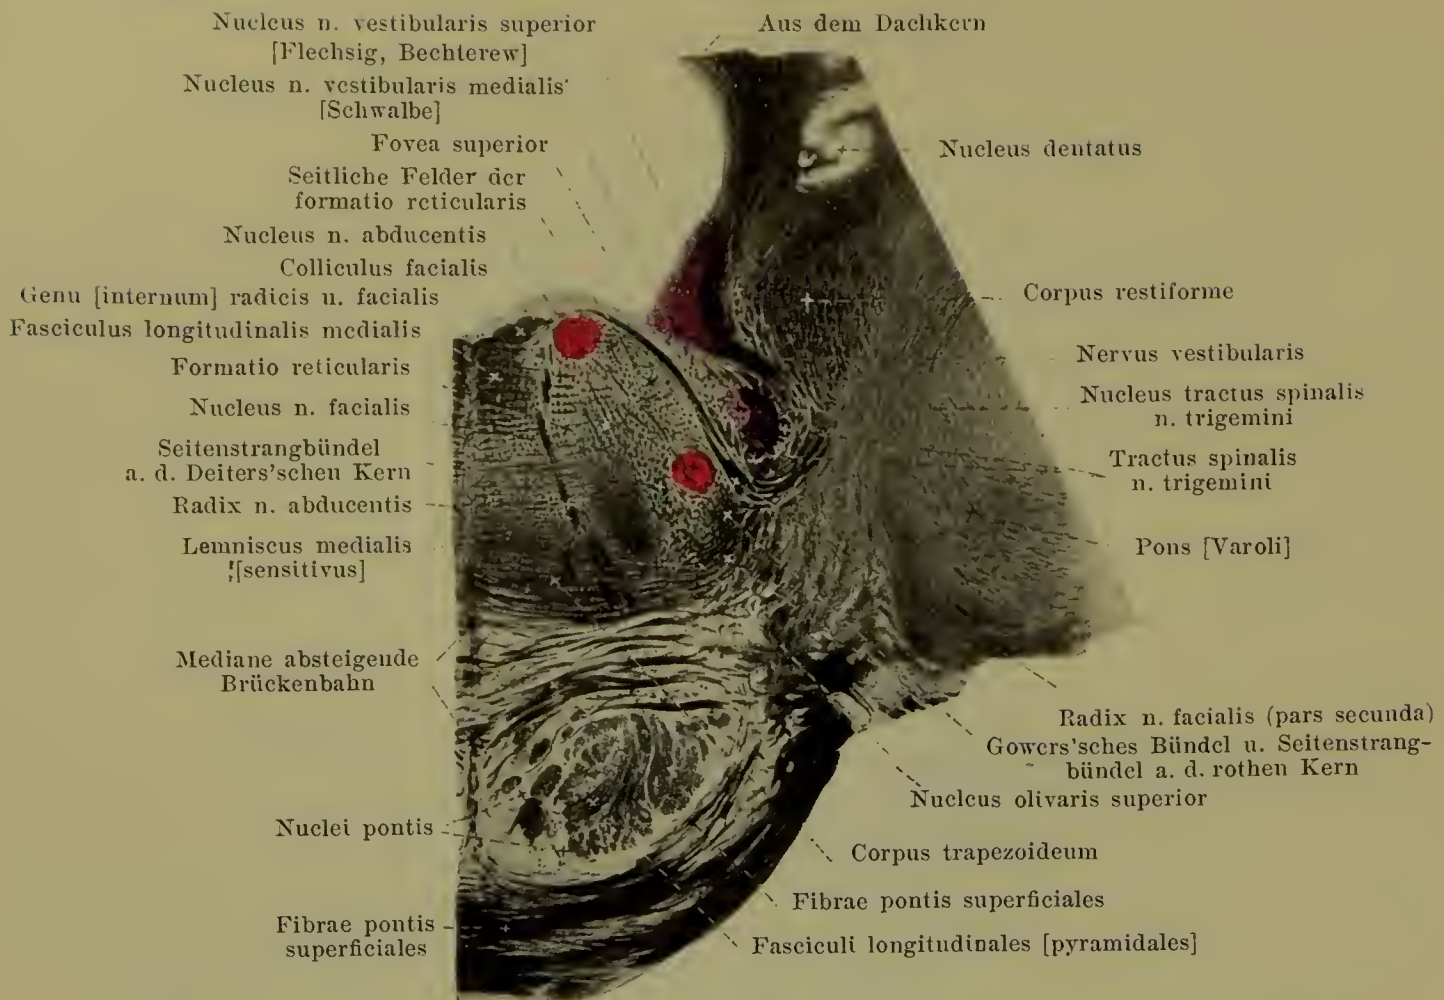 Nucleus n. vestibularis superior
[Flechsig, Bechterew]
Nucleus n. vestibularis medialis
[Schwalbe]
Fovea superior
Seitliche Felder der
formatio reticularis
Nucleus n. abducentis
Colliculus facialis
Genu [internum] radicis n. facialis
Fasciculus longitudinalis medialis
Formatio reticularis
Nucleus n. facialis
Seitenstrangbündel
a. d. Deiters'schen Kern
Radix n. abducentis
Lemniscus medialis
[sensitivus]
Mediane absteigende
Brückenbahn
Nuclei pontis
Fibrae pontis
superficiales
Aus dem Dachkern
Nucleus dentatus
Corpus restiforme
Nervus vestibularis
Nucleus tractus spinalis
n. trigemini
Tractus spinalis
n. trigemini
Pons [Varoli]
Radix n. facialis (pars secunda)
Gowers'sches Bündel u. Seitenstrang-
bündel a. d. rothen Kern
Nucleus olivaris superior
Corpus trapezoideum
Fibrae pontis superficiales
Fasciculi longitudinales [pyramidales]